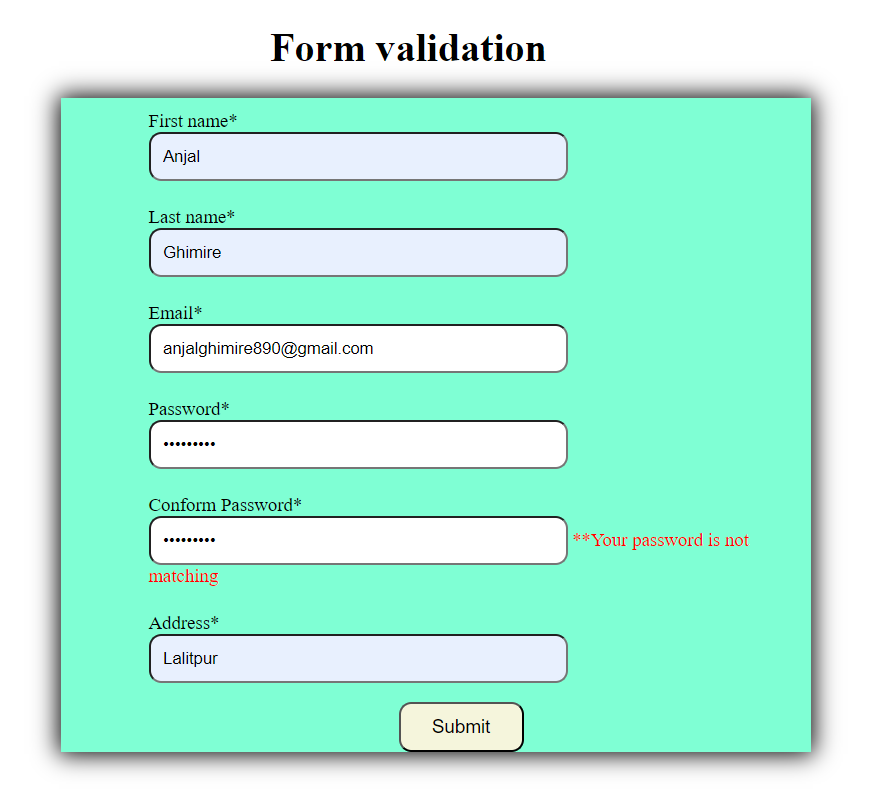 Form validation
First name*
Anjal
Last name*
Ghimire
Email*
anjalghimire890@gmail.com
Password*
•••••••••
Conform Password*
••••••••• **Your password is not
matching
Address*
Lalitpur
Submit